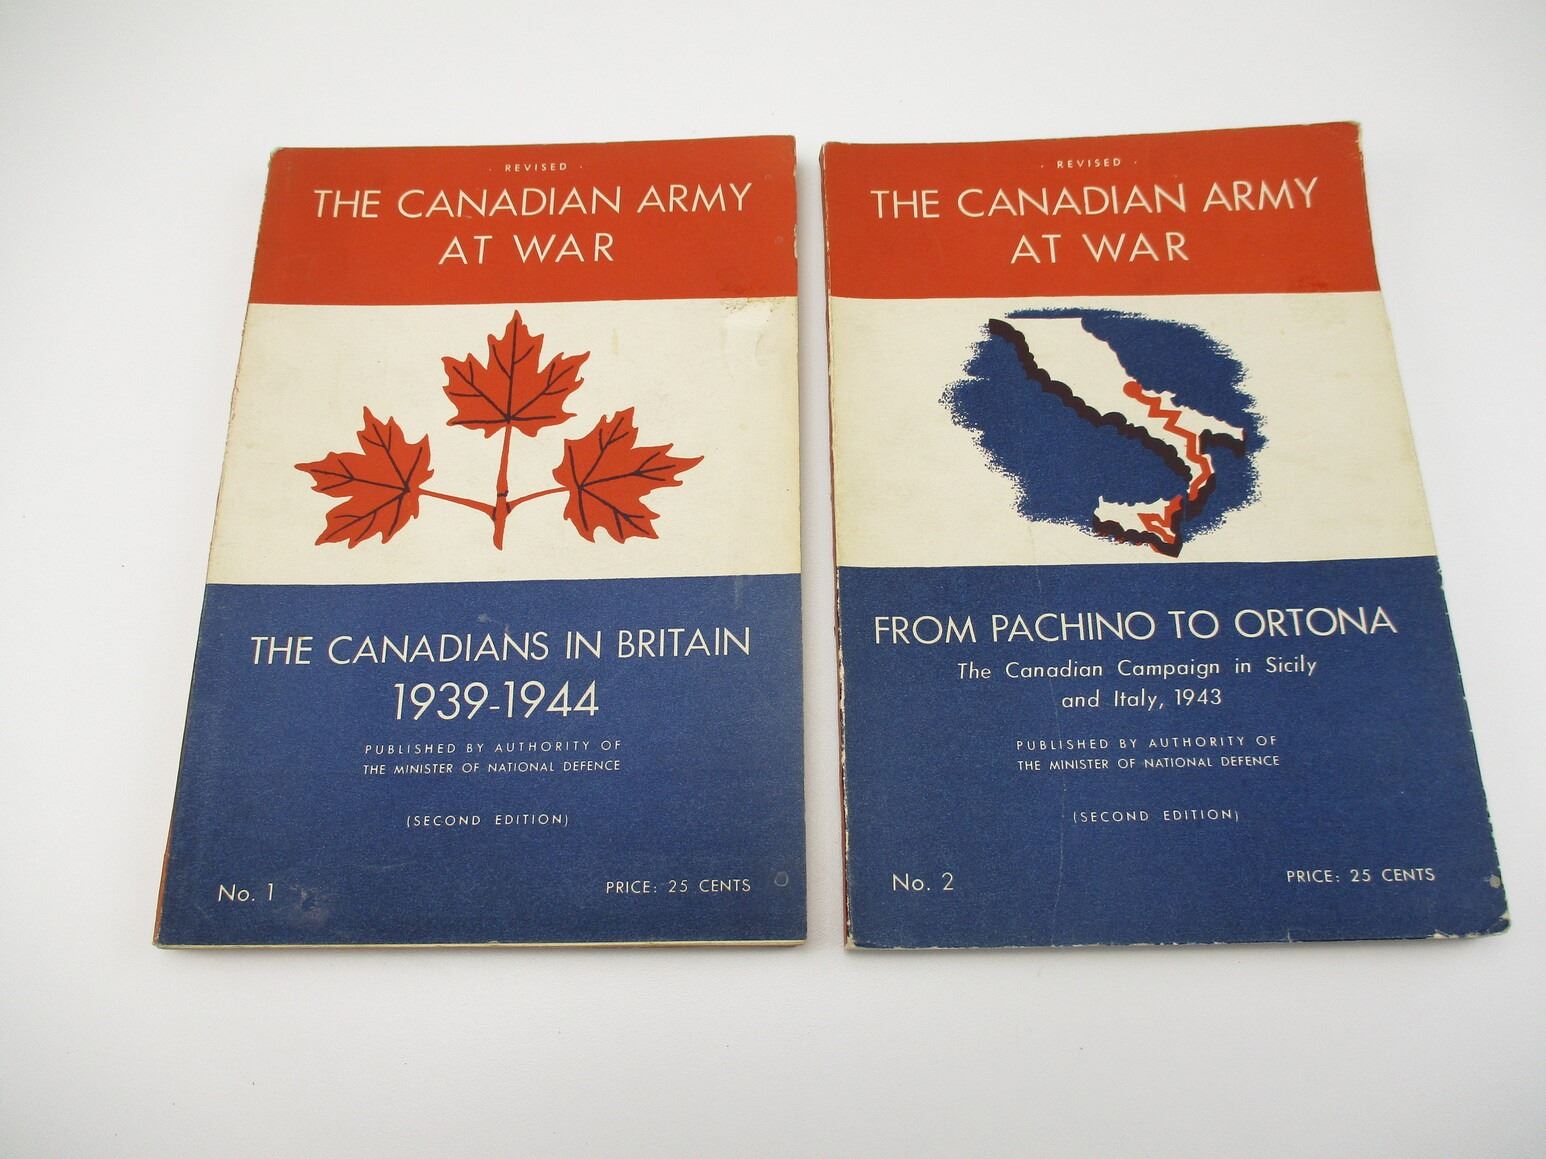 · REVISED ·
THE CANADIAN ARMY
AT WAR
THE CANADIANS IN BRITAIN
1939-1944
PUBLISHED BY AUTHORITY OF
THE MINISTER OF NATIONAL DEFENCE
(SECOND EDITION)
No. 1
PRICE: 25 CENTS
· REVISED ·
THE CANADIAN ARMY
AT WAR
FROM PACHINO TO ORTONA
The Canadian Campaign in Sicily
and Italy, 1943
PUBLISHED BY AUTHORITY OF
THE MINISTER OF NATIONAL DEFENCE
(SECOND EDITION)
No. 2
PRICE: 25 CENTS